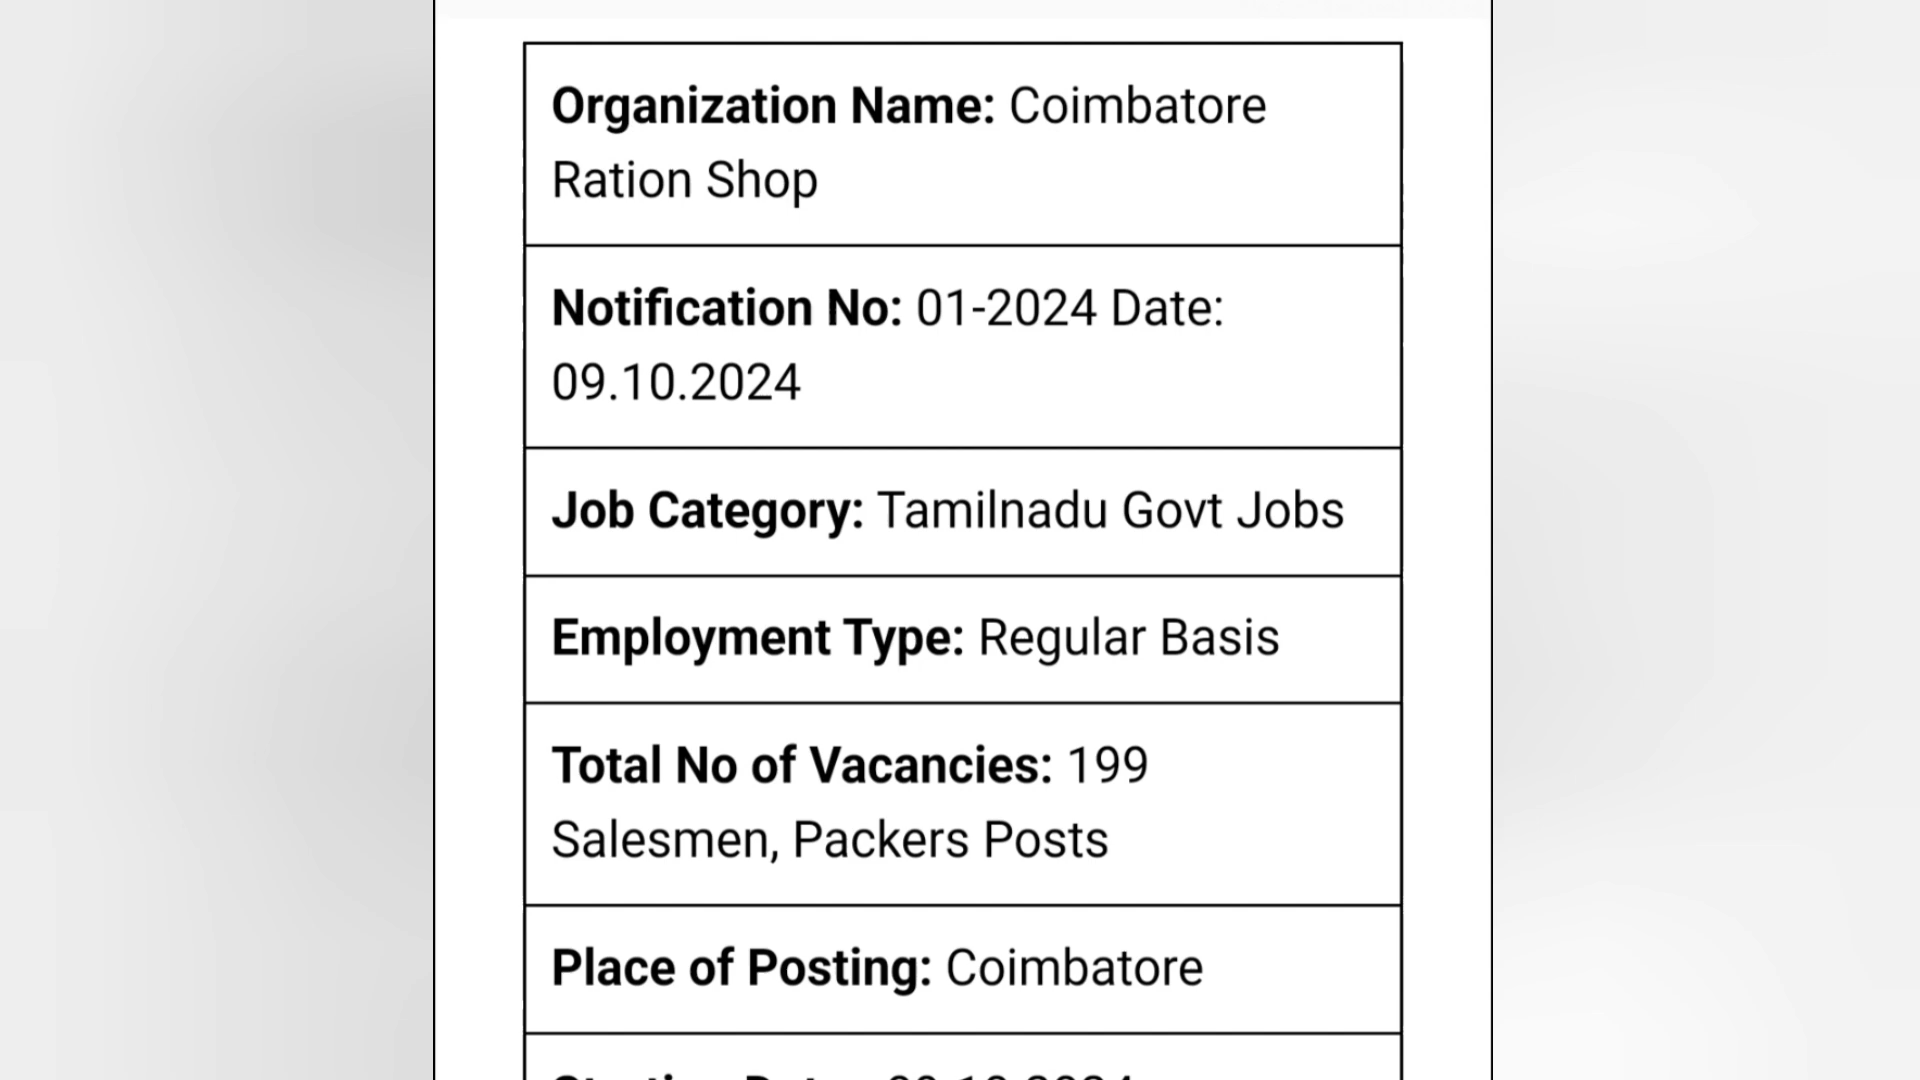 Organization Name: Coimbatore
Ration Shop
Notification No: 01-2024 Date:
09.10.2024
Job Category: Tamilnadu Govt Jobs
Employment Type: Regular Basis
Total No of Vacancies: 199
Salesmen, Packers Posts
Place of Posting: Coimbatore